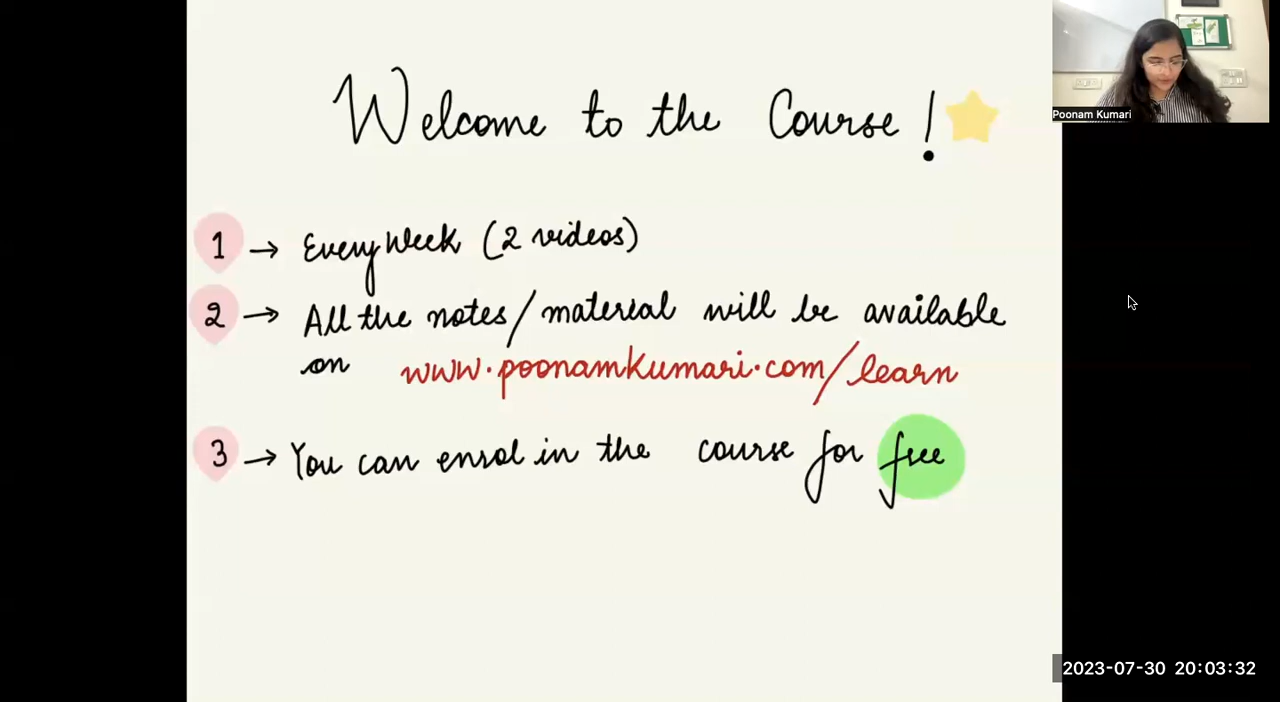 Welcome to the Course!
1 → Every Week (2 videos)
2 → All the notes/material will be available
on www.poonamkumari.com/learn
3 → You can enrol in the course for free
Poonam Kumari
2023-07-30 20:03:32